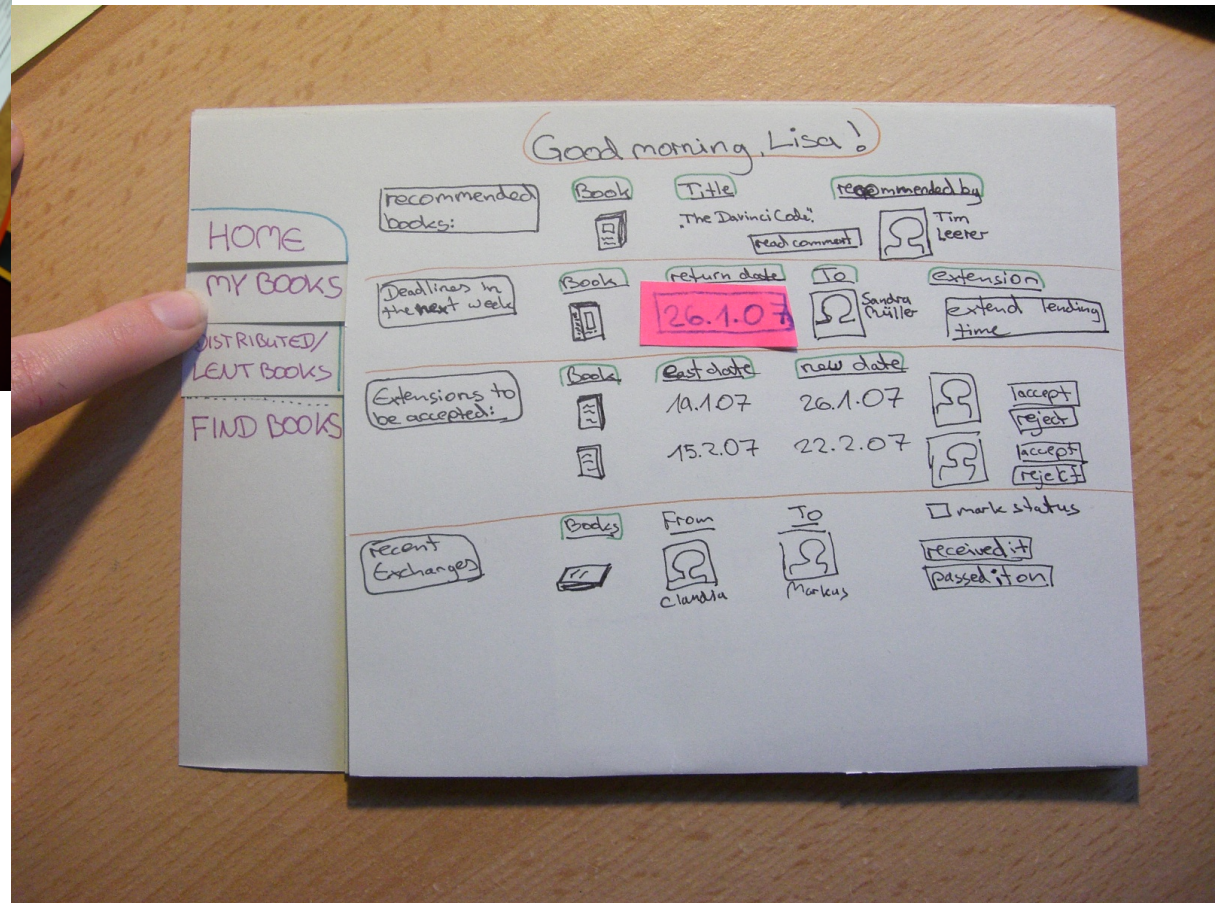 Good morning, Lisa!
recommended books:
Book Title recommended by
"The Davinci Code"
read comment
Tim Leerer
HOME
MY BOOKS
DISTRIBUTED/
LENT BOOKS
FIND BOOKS
Deadlines in
the next week
Book return date To extension
26.1.07
Sandra
Müller
extend lending
time
Extensions to
be accepted:
Book last date new date
19.1.07 26.1.07
accept
reject
15.2.07 22.2.07
accept
reject
recent
Exchanges
Books From To
mark status
Claudia
Markus
received it
passed it on